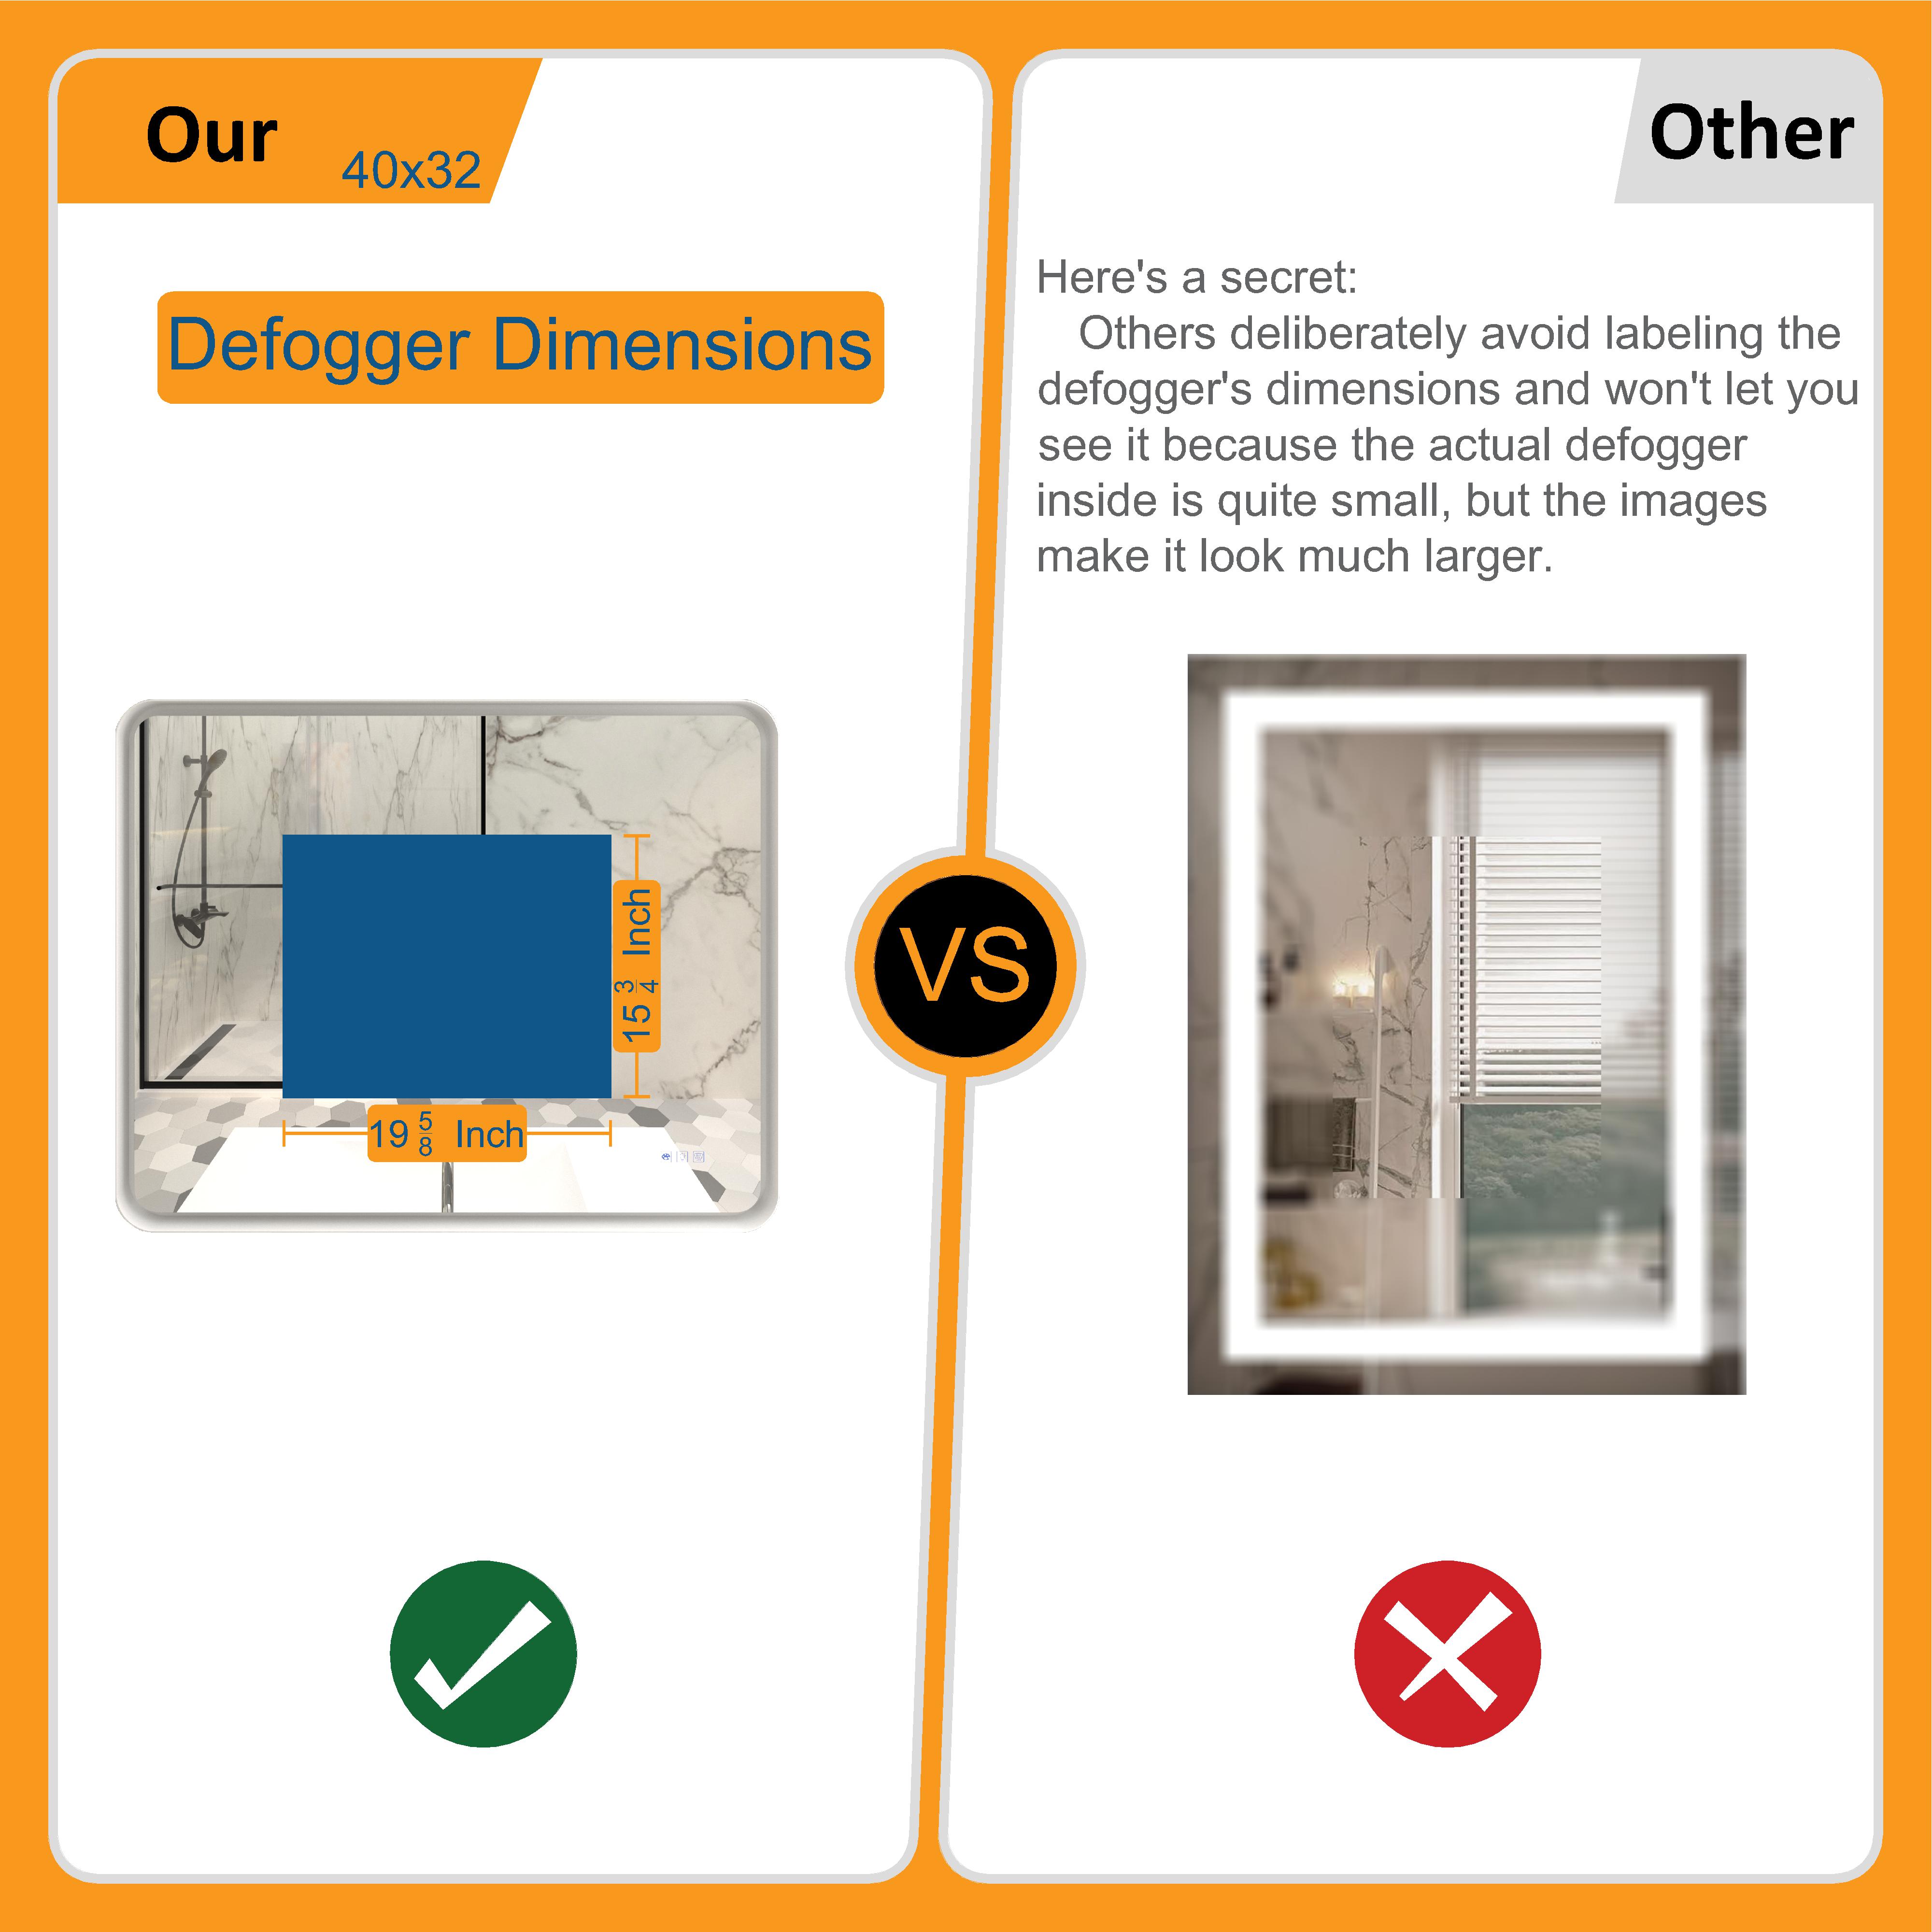 Our
40x32
Other
Defogger Dimensions
Here's a secret:
Others deliberately avoid labeling the
defogger's dimensions and won't let you
see it because the actual defogger
inside is quite small, but the images
make it look much larger.
15 3/4 Inch
VS
19 5/8 Inch